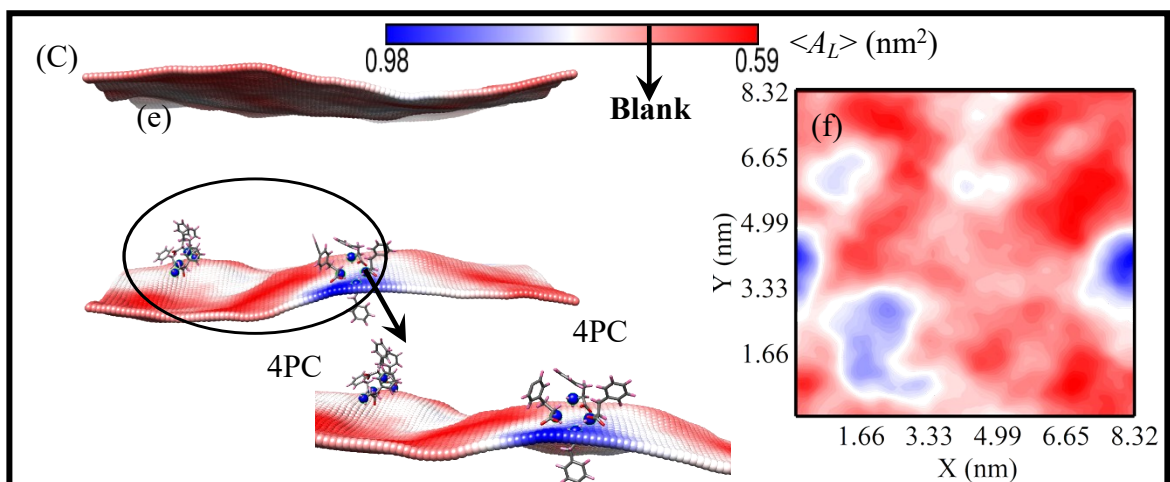 (C)
0.98
0.59
<A_L> (nm²)
Blank
(e)
(f)
8.32
6.65
4.99
3.33
1.66
Y (nm)
1.66 3.33 4.99 6.65 8.32
X (nm)
4PC
4PC